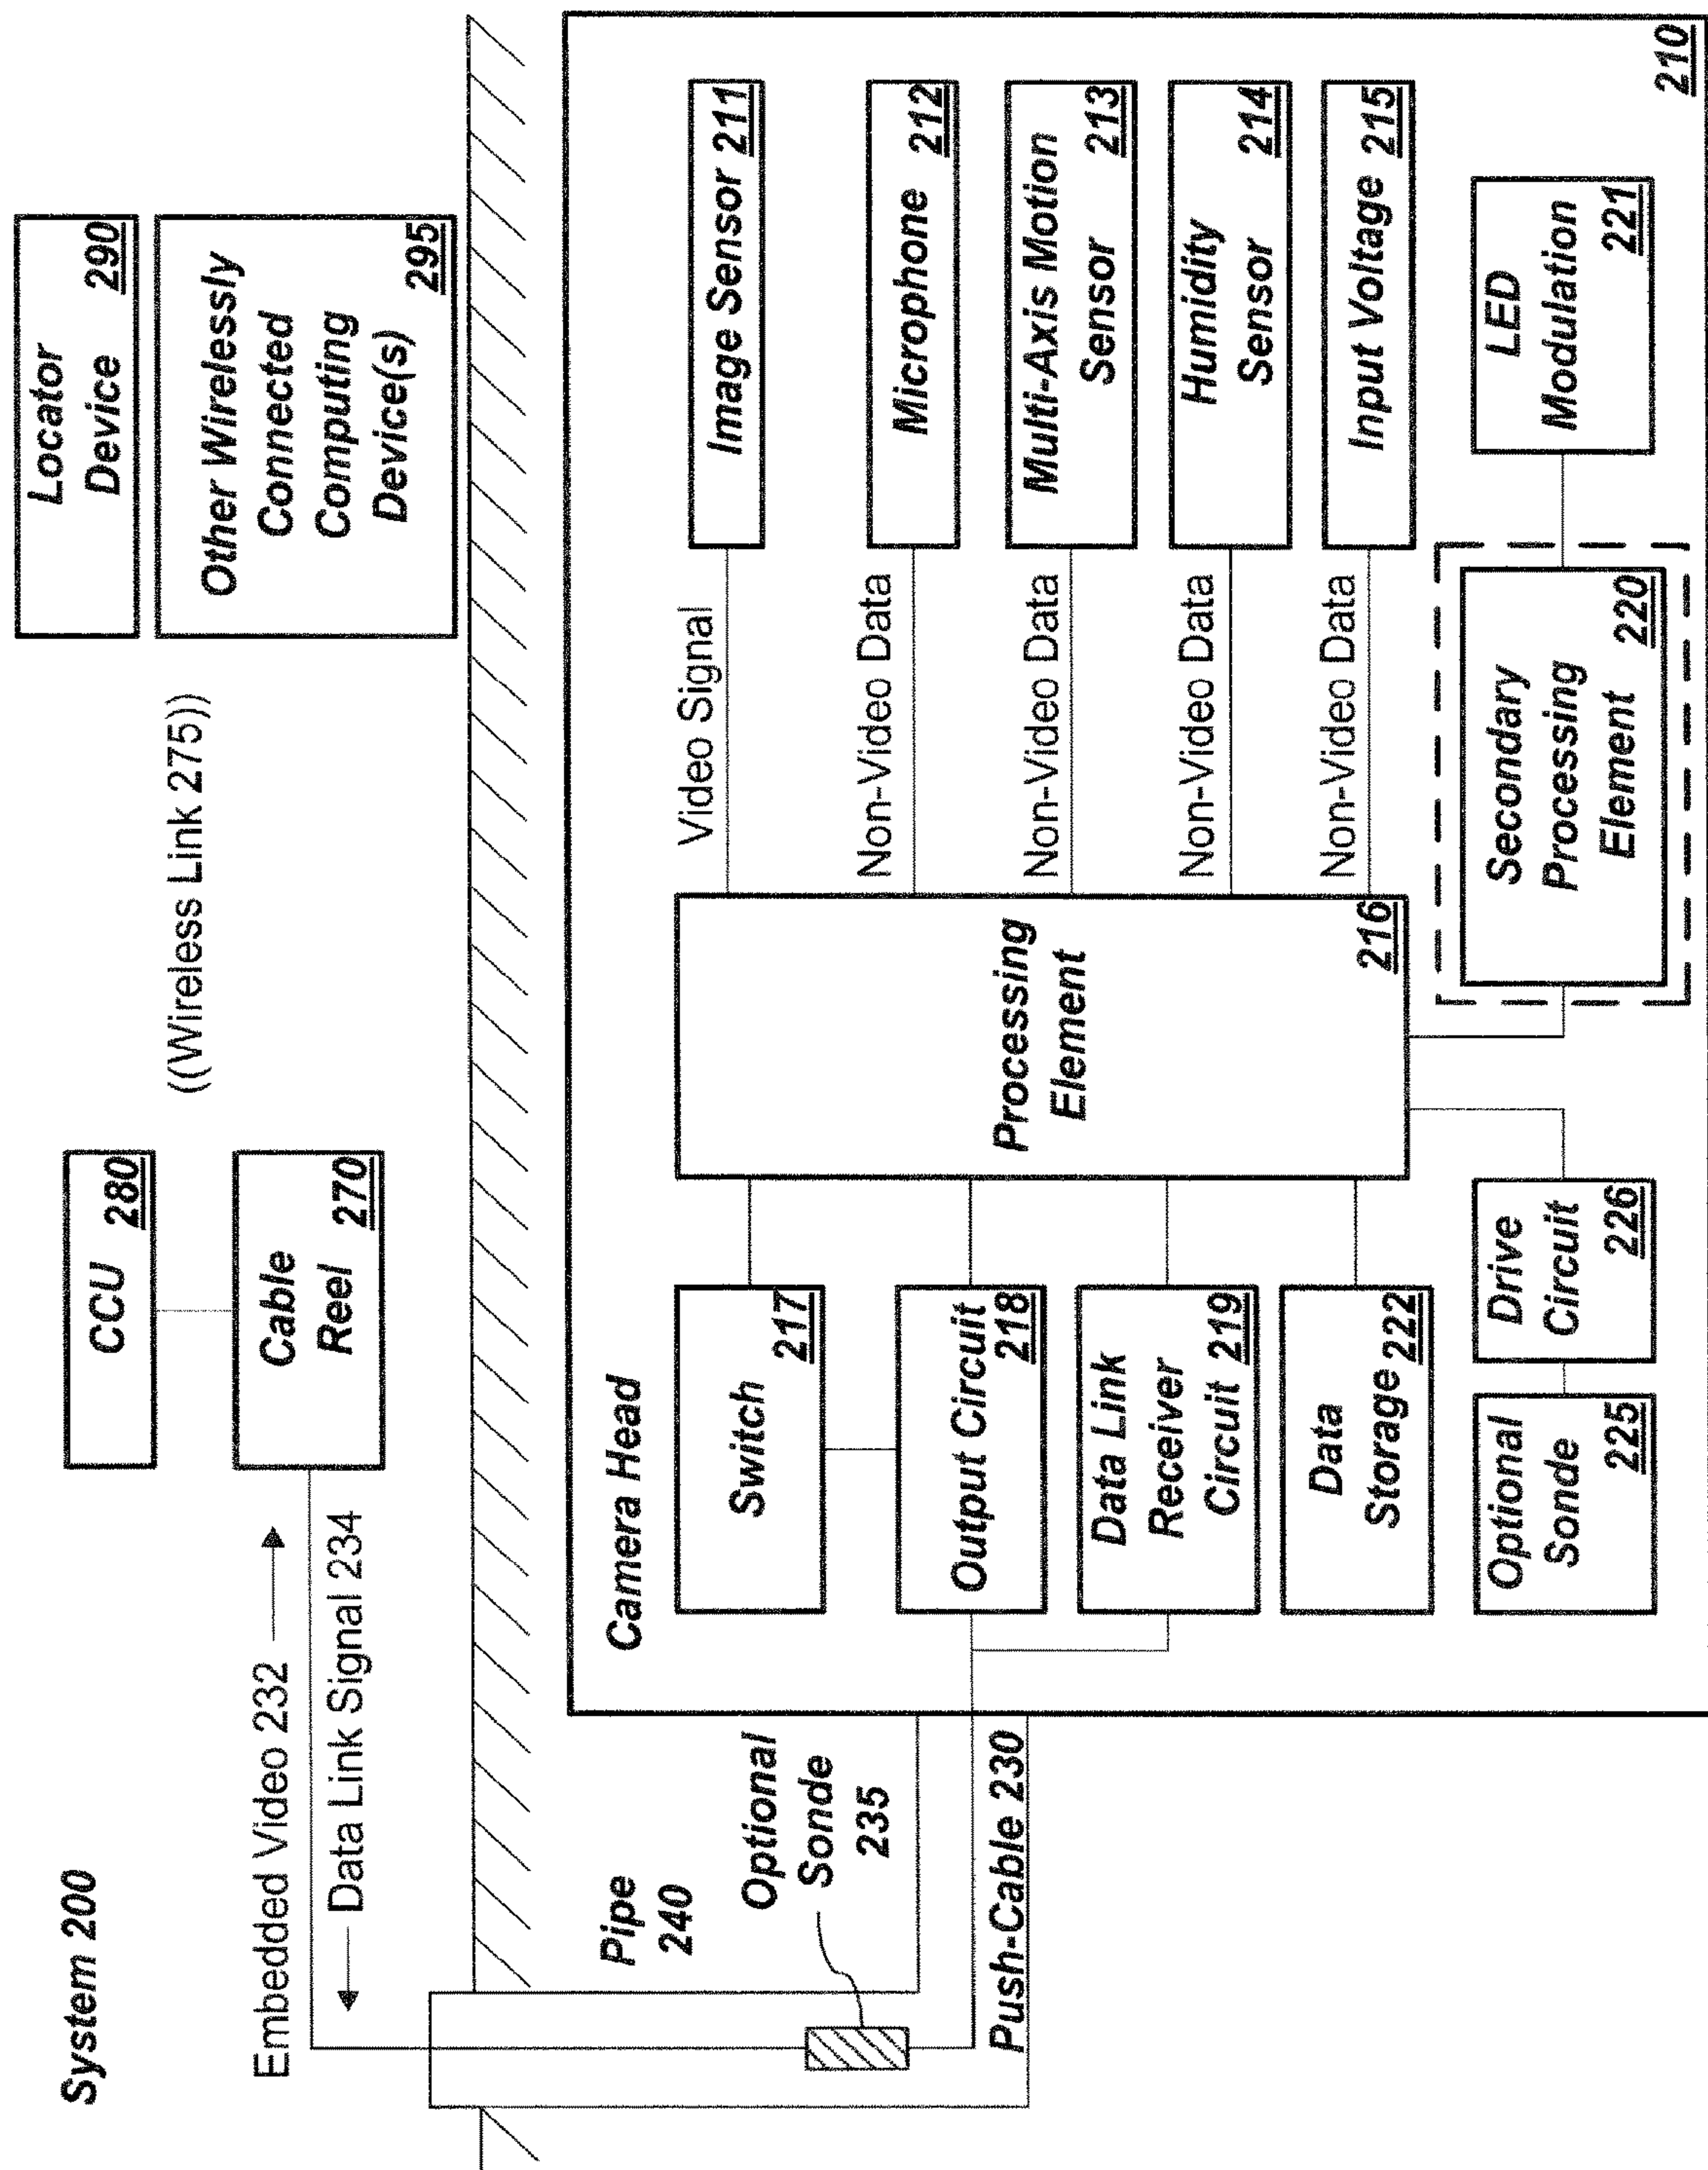 System 200
Embedded Video 232
Data Link Signal 234
CCU 280
Cable
Reel 270
((Wireless Link 275))
Locator
Device 290
Other Wirelessly
Connected
Computing
Device(s) 295
Pipe
240
Optional
Sonde
235
Push-Cable 230
Camera Head
Switch
217
Output Circuit
218
Data Link
Receiver
Circuit 219
Data
Storage 222
Optional
Sonde 225
Drive
Circuit 226
Processing
Element
216
Video Signal
Non-Video Data
Non-Video Data
Non-Video Data
Non-Video Data
Image Sensor 211
Microphone 212
Multi-Axis Motion
Sensor 213
Humidity
Sensor 214
Input Voltage 215
Secondary
Processing
Element 220
LED
Modulation
221
210